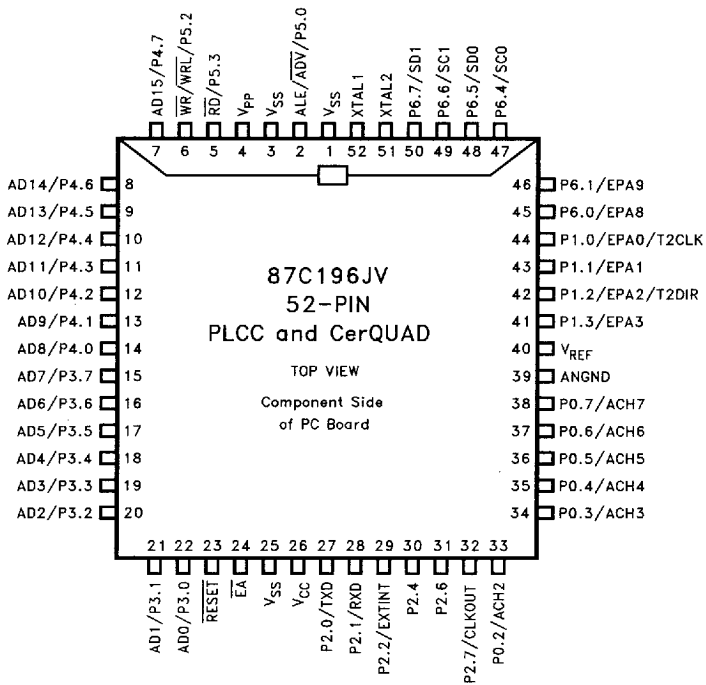 AD15/P4.7
W̅R̅/W̅R̅L̅/P5.2
R̅D̅/P5.3
VPP
VSS
ALE/A̅D̅V̅/P5.0
VSS
XTAL1
XTAL2
P6.7/SD1
P6.6/SC1
P6.5/SD0
P6.4/SC0
7 6 5 4 3 2 1 52 51 50 49 48 47
AD14/P4.6 8
AD13/P4.5 9
AD12/P4.4 10
AD11/P4.3 11
AD10/P4.2 12
AD9/P4.1 13
AD8/P4.0 14
AD7/P3.7 15
AD6/P3.6 16
AD5/P3.5 17
AD4/P3.4 18
AD3/P3.3 19
AD2/P3.2 20
87C196JV
52-PIN
PLCC and CerQUAD
TOP VIEW
Component Side
of PC Board
46 P6.1/EPA9
45 P6.0/EPA8
44 P1.0/EPA0/T2CLK
43 P1.1/EPA1
42 P1.2/EPA2/T2DIR
41 P1.3/EPA3
40 VREF
39 ANGND
38 P0.7/ACH7
37 P0.6/ACH6
36 P0.5/ACH5
35 P0.4/ACH4
34 P0.3/ACH3
21 22 23 24 25 26 27 28 29 30 31 32 33
AD1/P3.1
AD0/P3.0
R̅E̅S̅E̅T̅
E̅A̅
VSS
VCC
P2.0/TXD
P2.1/RXD
P2.2/EXTINT
P2.4
P2.6
P2.7/CLKOUT
P0.2/ACH2